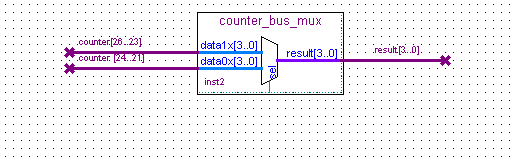 counter_bus_mux
counter[26..23]
data1x[3..0]
result[3..0]
result[3..0]
counter. [24..21]
data0x[3..0]
sel
inst2